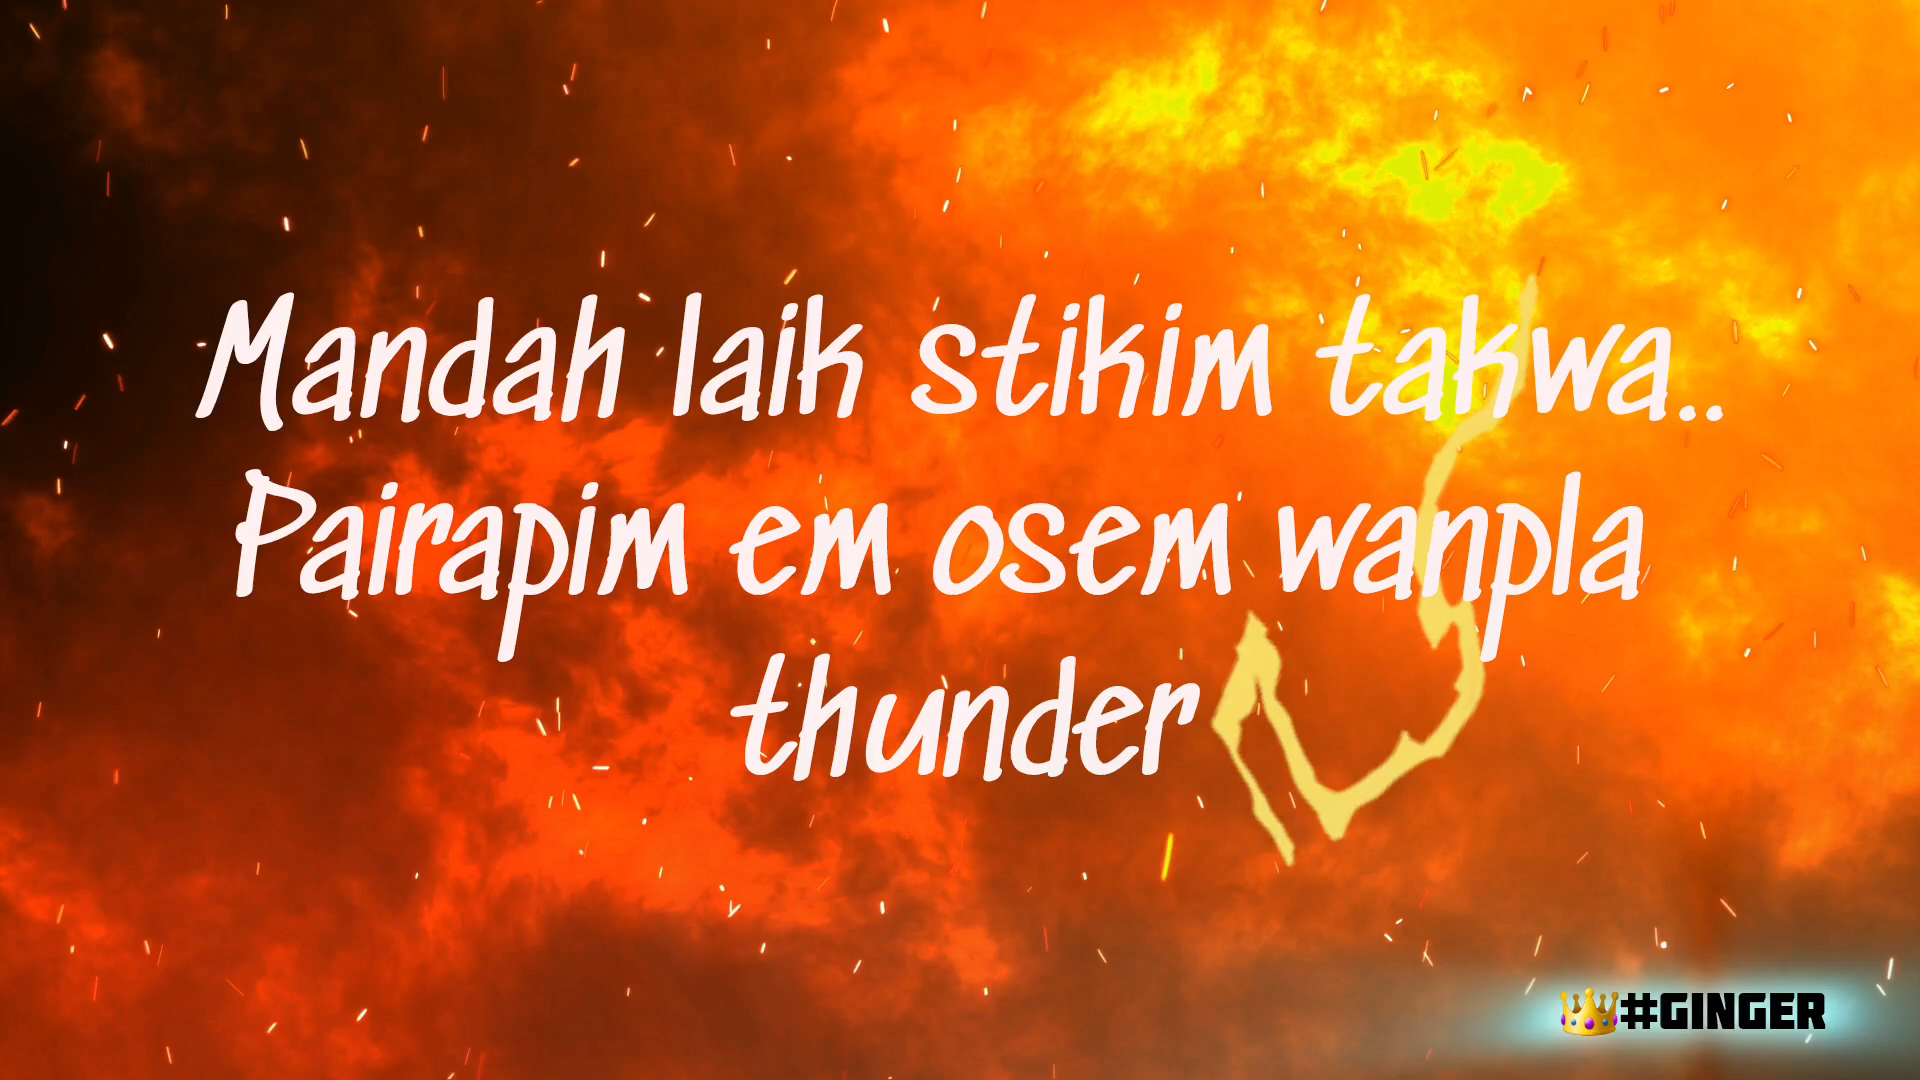 Mandah laik stikim takwa..
Pairapim em osem wanpla
thunder
👑#GINGER